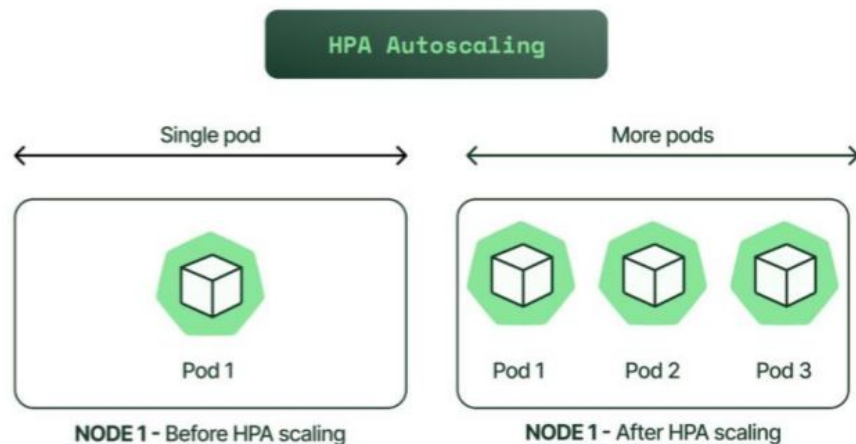 HPA Autoscaling
Single pod
More pods
Pod 1
Pod 1
Pod 2
Pod 3
NODE 1 - Before HPA scaling
NODE 1 - After HPA scaling